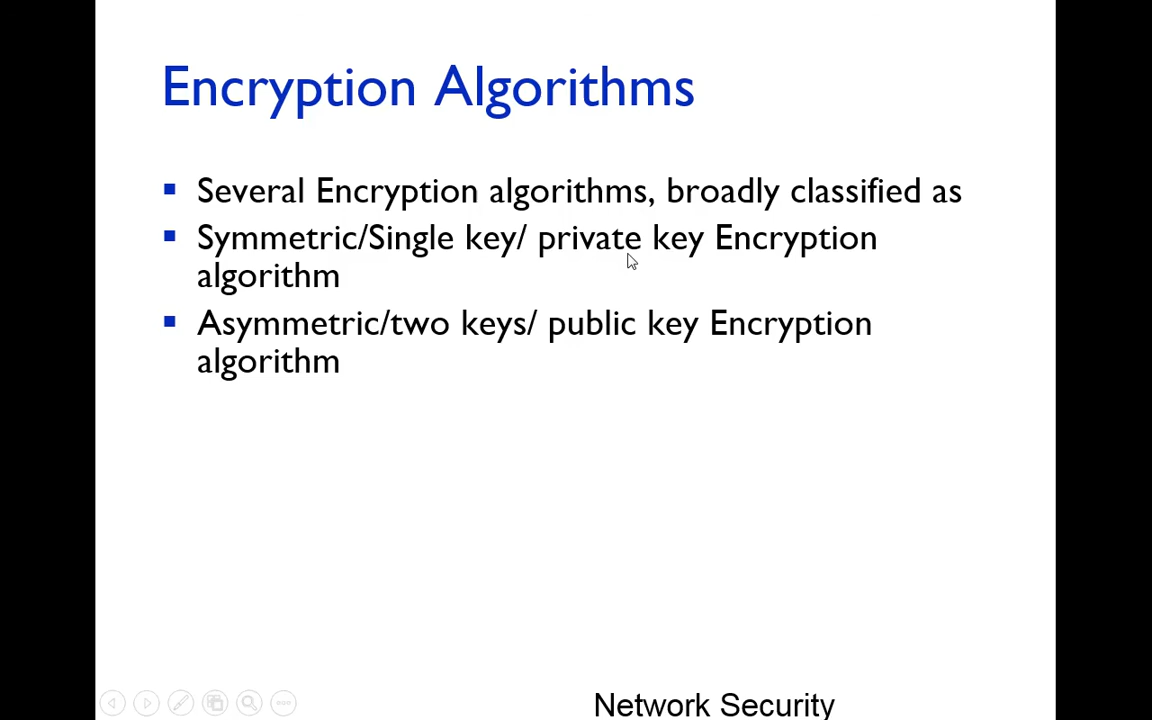 Encryption Algorithms
Several Encryption algorithms, broadly classified as
Symmetric/Single key/ private key Encryption
algorithm
Asymmetric/two keys/ public key Encryption
algorithm
Network Security